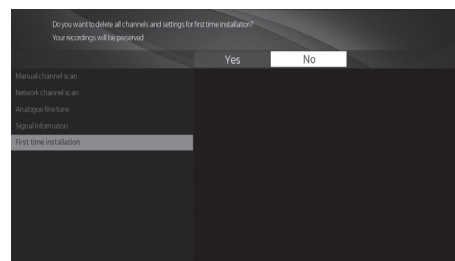 Do you want to delete all channels and settings for first time installation?
Your recordings will be preserved
Yes No
Manual channel scan
Network channel scan
Analogue fine tune
Signal Information
First time installation